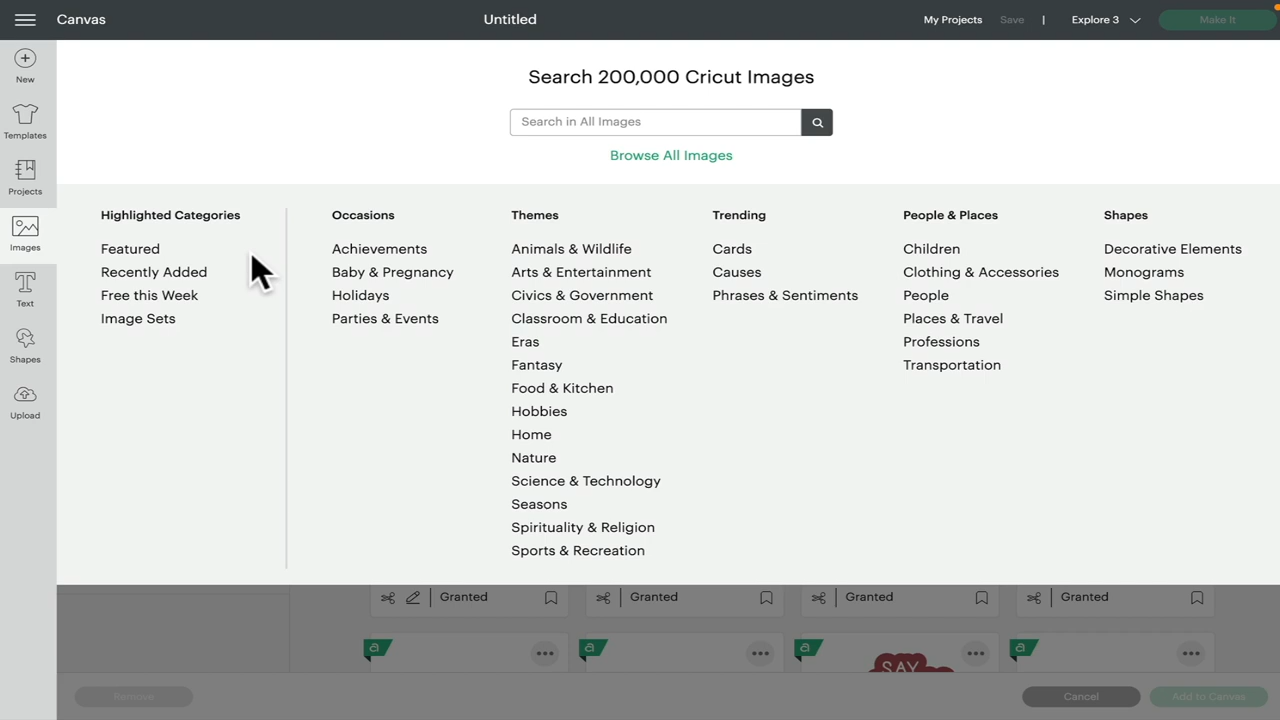 Canvas
Untitled
My Projects Save | Explore 3 Make It
New
Templates
Projects
Images
Text
Shapes
Upload
Search 200,000 Cricut Images
Search in All Images
Browse All Images
Highlighted Categories
Featured
Recently Added
Free this Week
Image Sets
Occasions
Achievements
Baby & Pregnancy
Holidays
Parties & Events
Themes
Animals & Wildlife
Arts & Entertainment
Civics & Government
Classroom & Education
Eras
Fantasy
Food & Kitchen
Hobbies
Home
Nature
Science & Technology
Seasons
Spirituality & Religion
Sports & Recreation
Trending
Cards
Causes
Phrases & Sentiments
People & Places
Children
Clothing & Accessories
People
Places & Travel
Professions
Transportation
Shapes
Decorative Elements
Monograms
Simple Shapes
Granted
Granted
Granted
Granted
a
a
a
SAY
a
Remove
Cancel
Add to Canvas